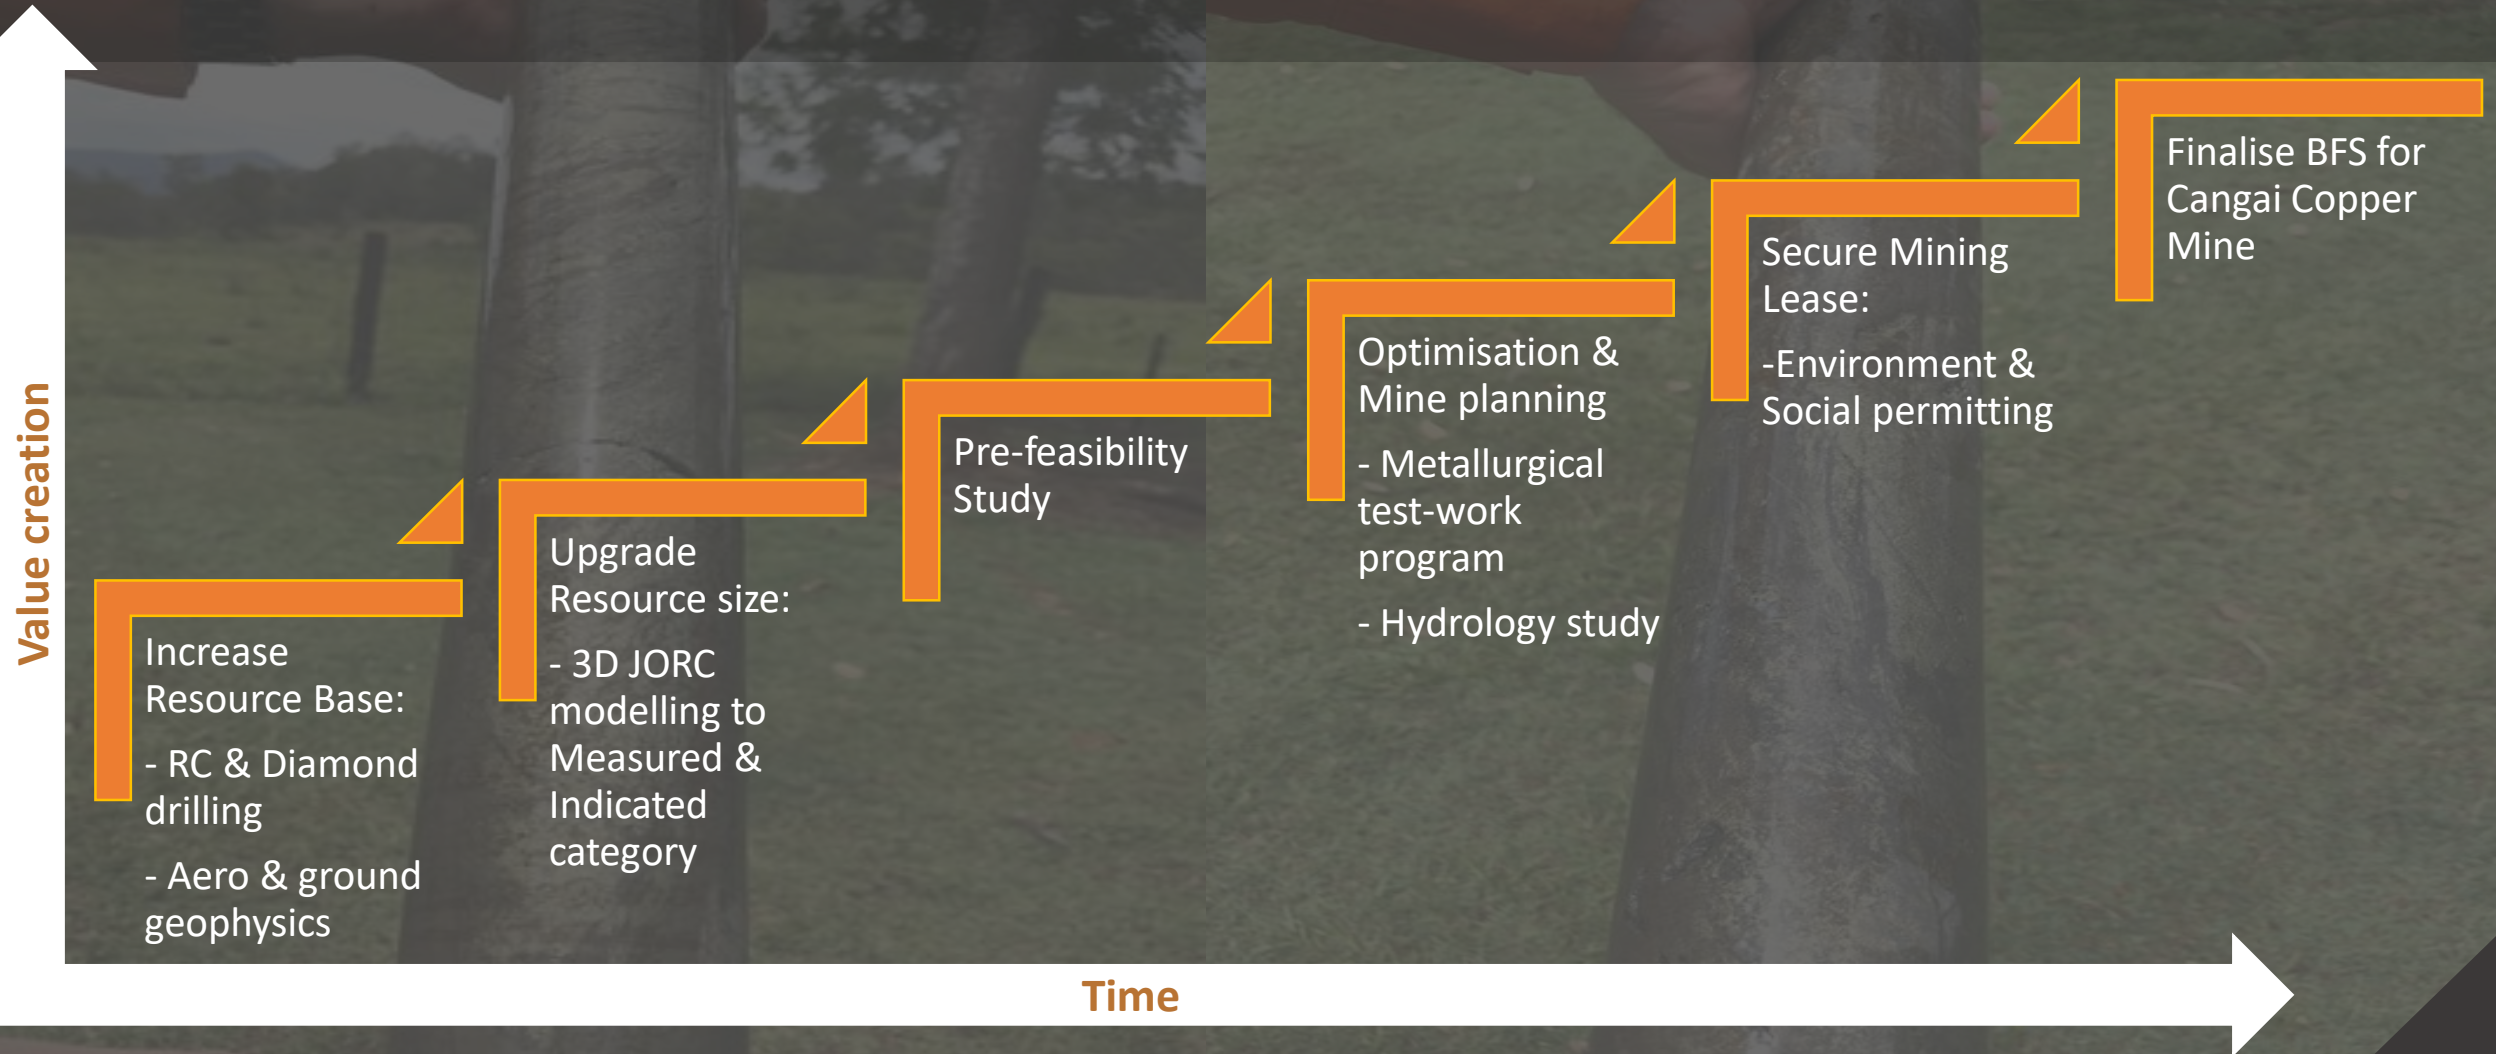 Value creation
Increase
Resource Base:
- RC & Diamond
drilling
- Aero & ground
geophysics
Upgrade
Resource size:
- 3D JORC
modelling to
Measured &
Indicated
category
Pre-feasibility
Study
Optimisation &
Mine planning
- Metallurgical
test-work
program
- Hydrology study
Secure Mining
Lease:
-Environment &
Social permitting
Finalise BFS for
Cangai Copper
Mine
Time